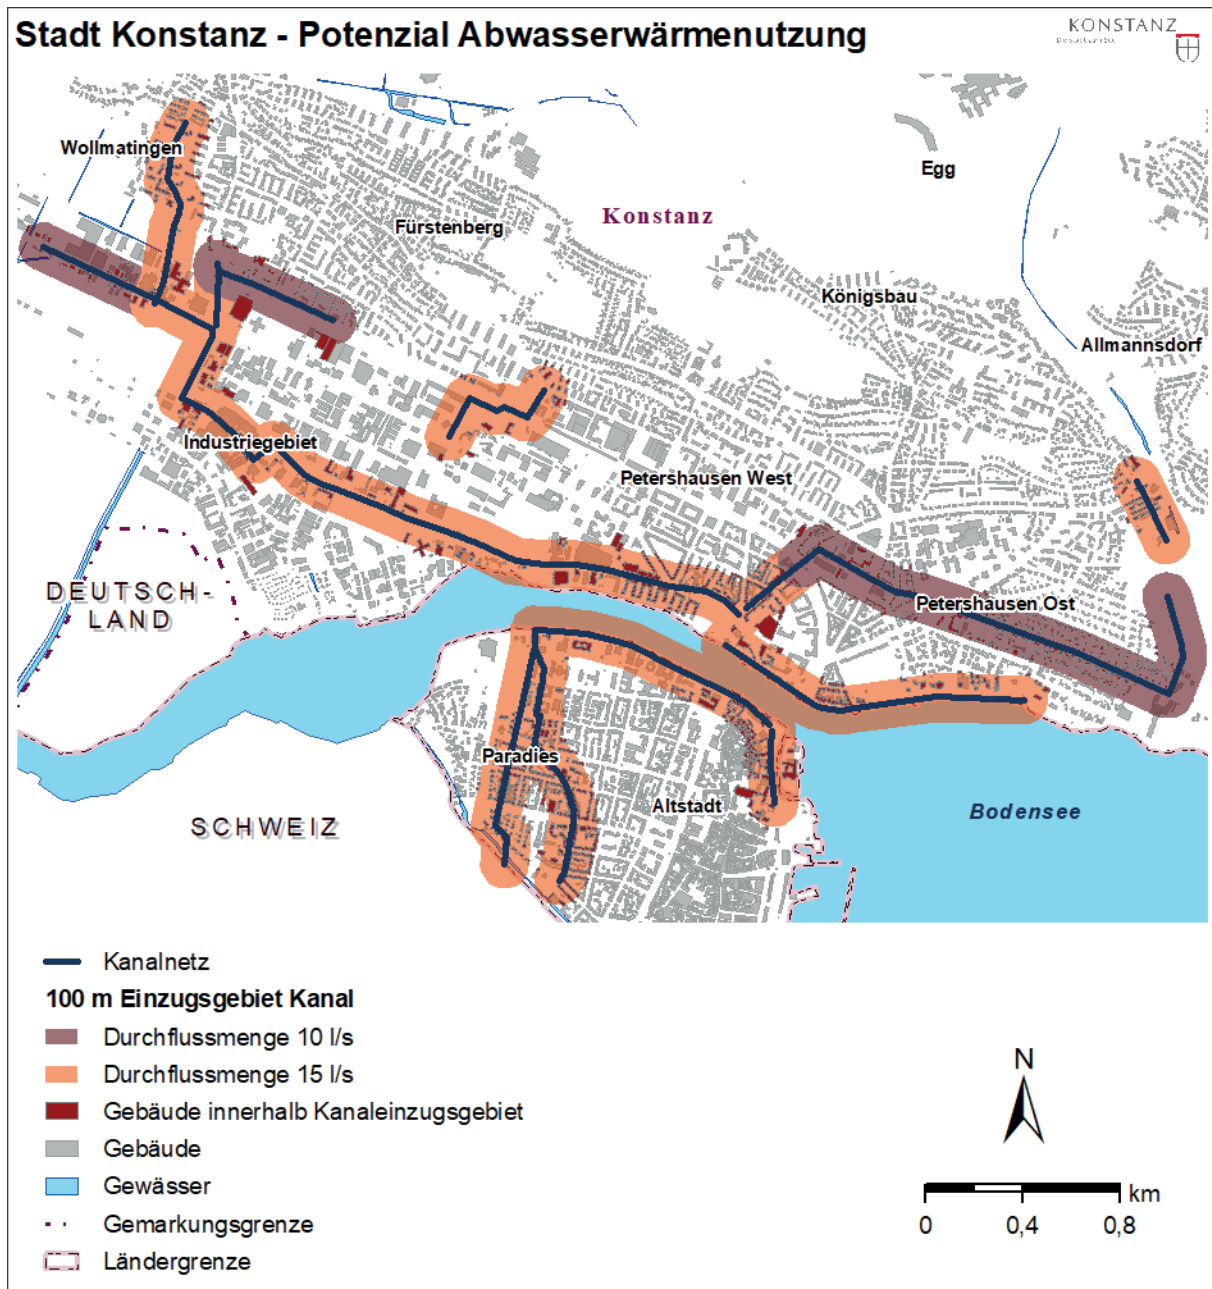 Stadt Konstanz - Potenzial Abwasserwärmenutzung
KONSTANZ
Wollmatingen
Egg
Konstanz
Fürstenberg
Königsbau
Allmannsdorf
Industriegebiet
Petershausen West
DEUTSCH-
LAND
Petershausen Ost
Paradies
Altstadt
Bodensee
SCHWEIZ
Kanalnetz
100 m Einzugsgebiet Kanal
Durchflussmenge 10 l/s
Durchflussmenge 15 l/s
Gebäude innerhalb Kanaleinzugsgebiet
Gebäude
Gewässer
Gemarkungsgrenze
Ländergrenze
N
km
0 0,4 0,8